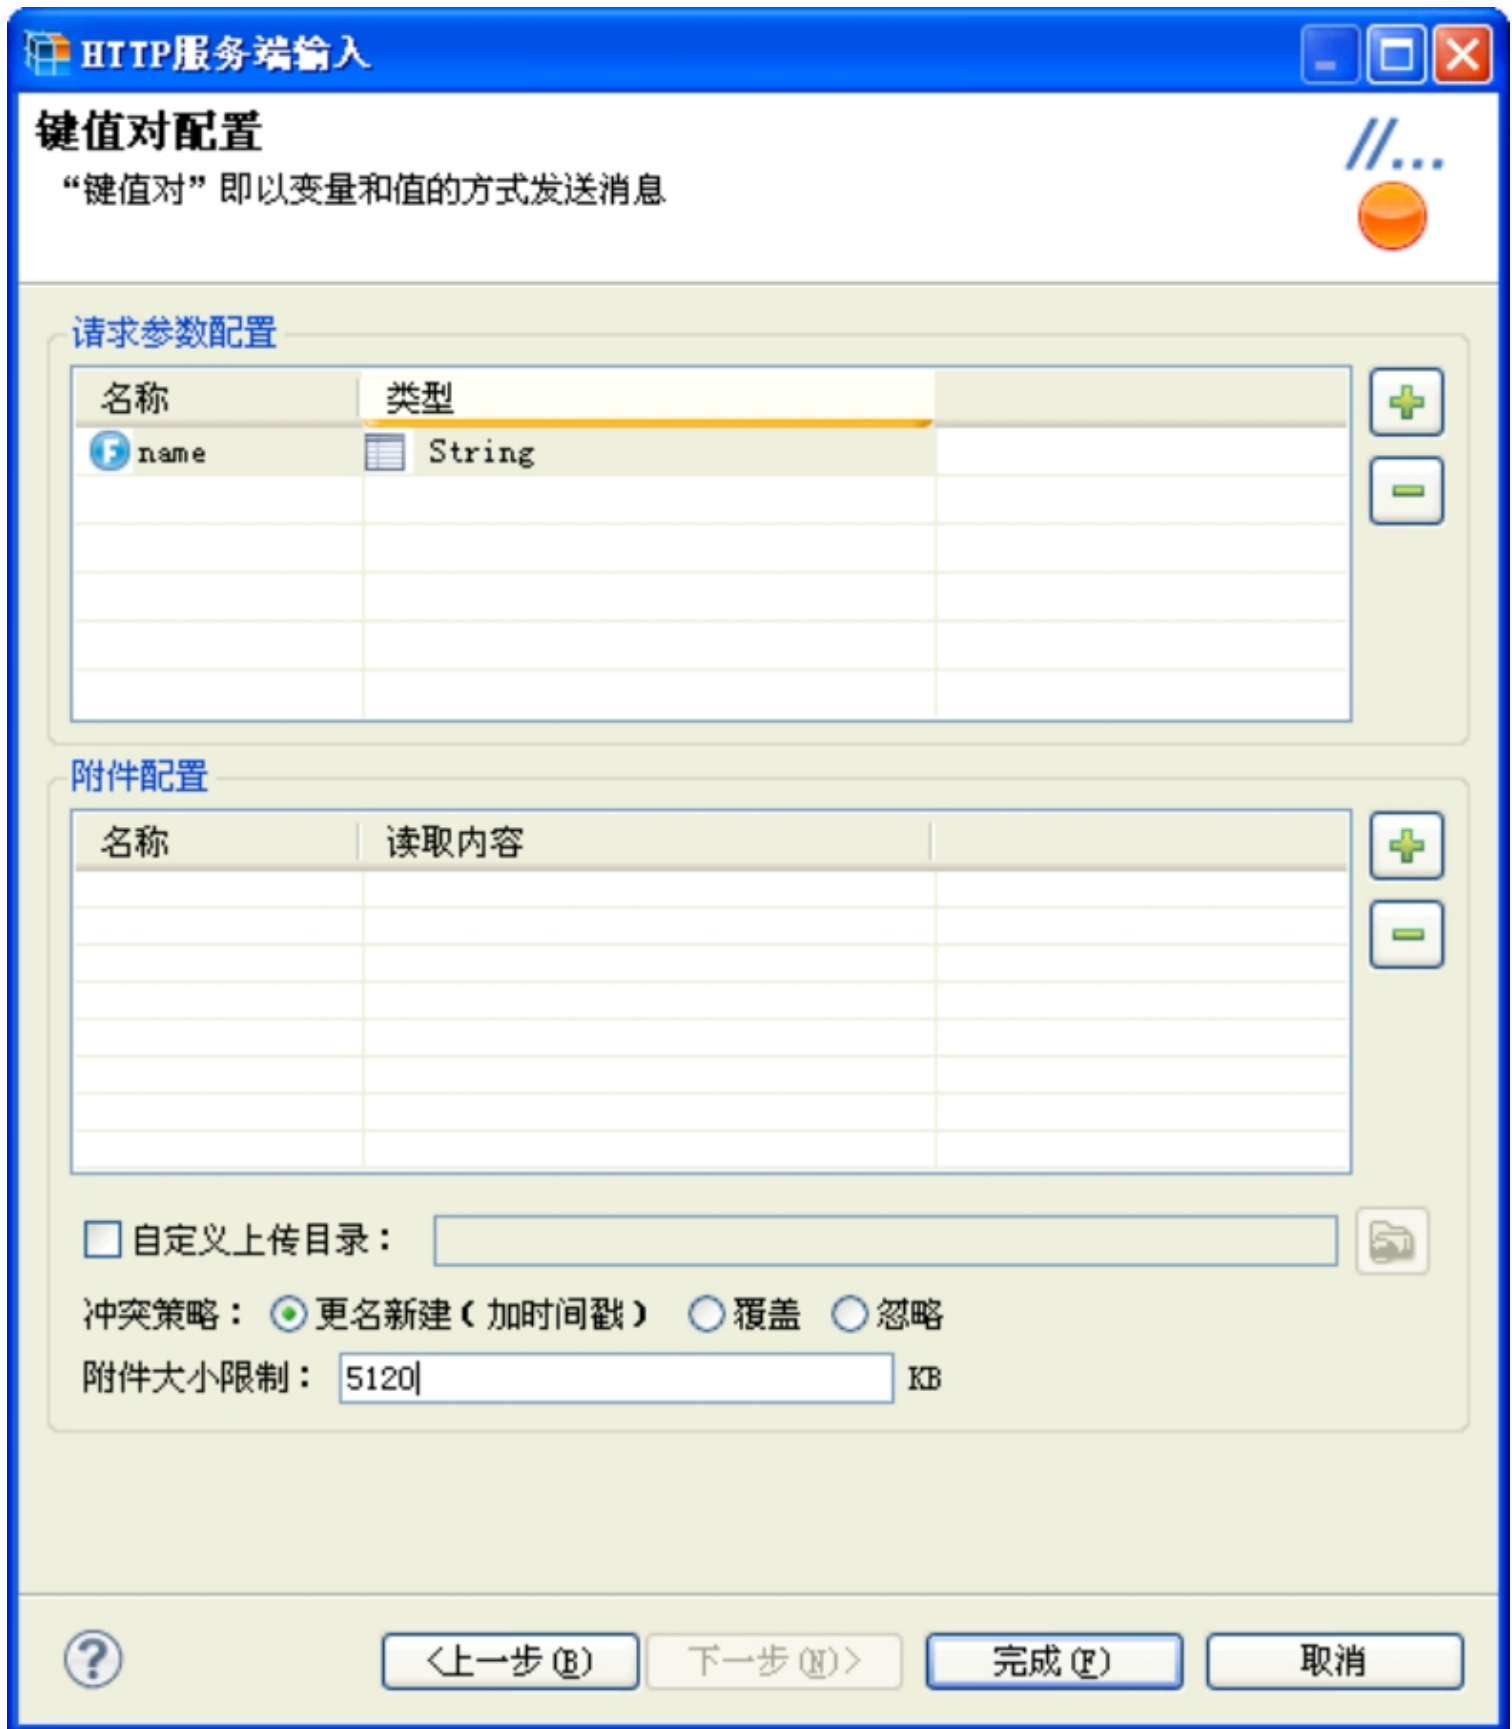 HTTP服务端输入
键值对配置
“键值对”即以变量和值的方式发送消息
//...
请求参数配置
名称 类型
F name String
附件配置
名称 读取内容
自定义上传目录：
冲突策略： 更名新建(加时间戳) 覆盖 忽略
附件大小限制： 5120 KB
? <上一步(B) 下一步(N)> 完成(F) 取消